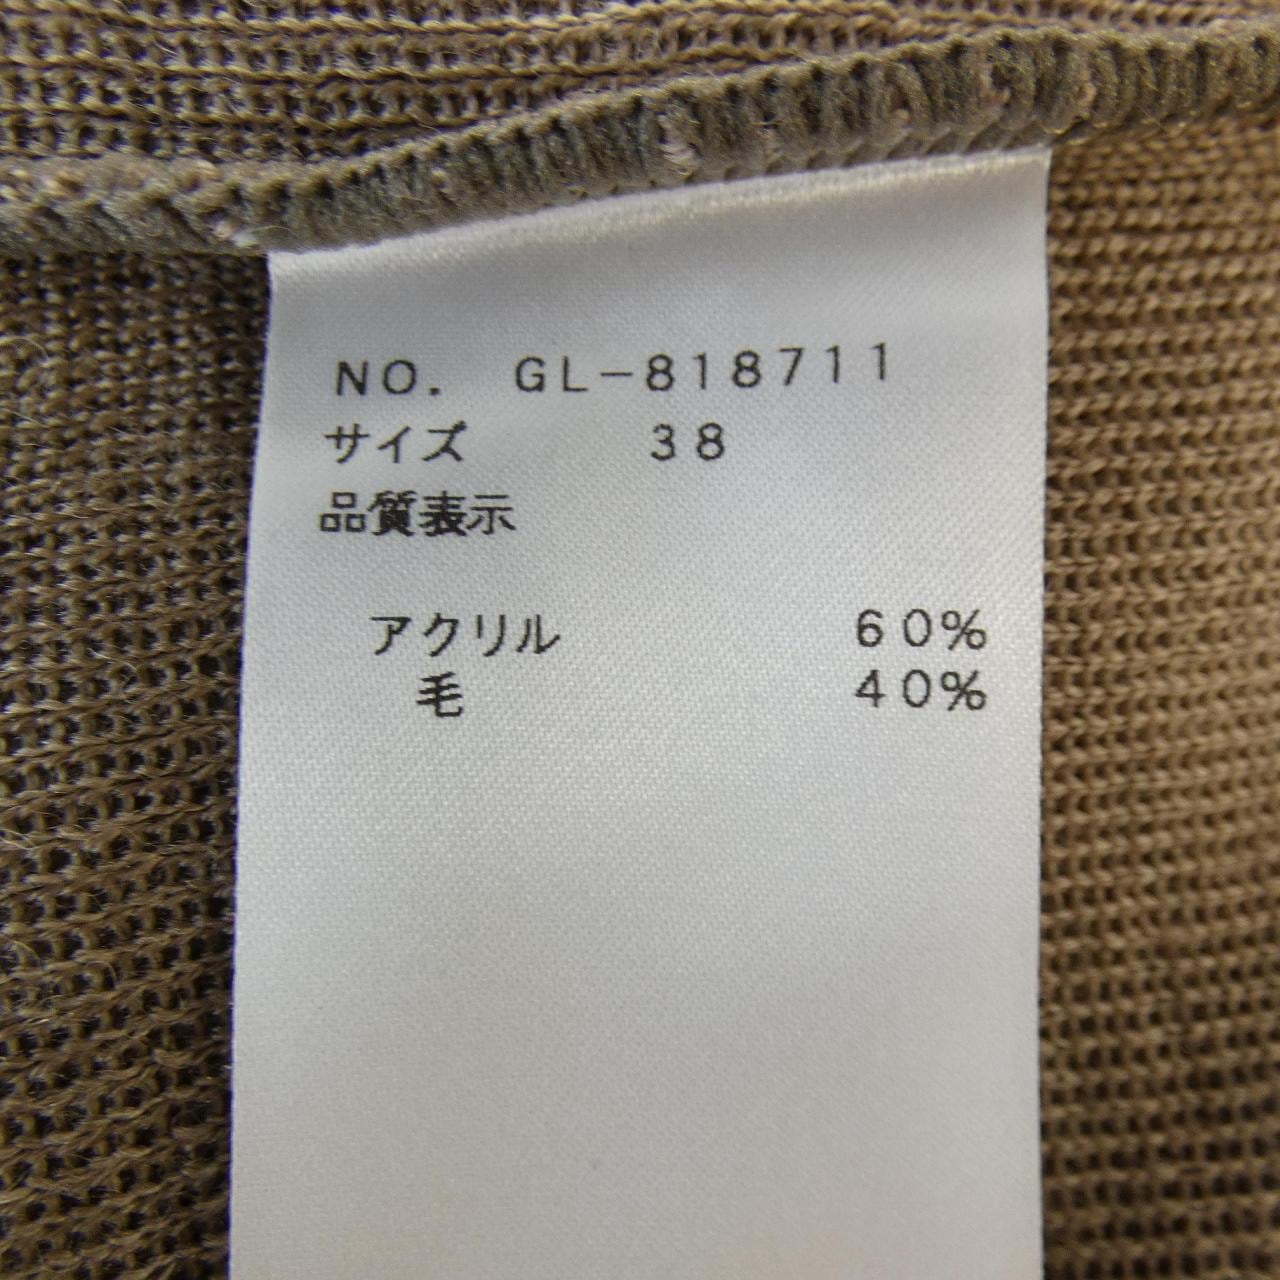 NO. GL-818711
サイズ 38
品質表示
アクリル 60%
毛 40%